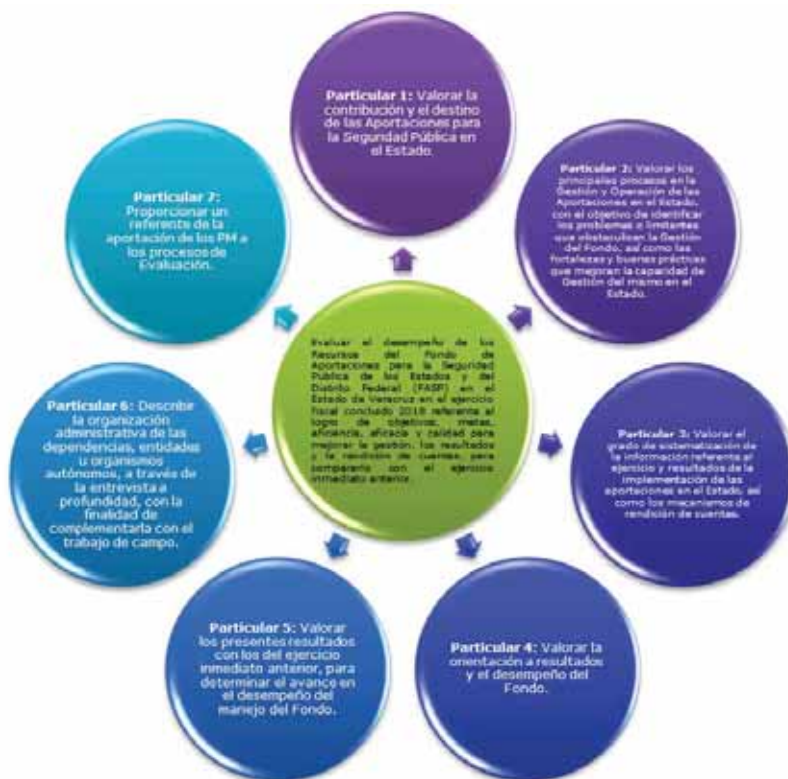 Particular 1: Valorar la
contribución y el destino
de las Aportaciones para
la Seguridad Pública en
el Estado.
Particular 2: Valorar los
principales procesos en la
Gestión y Operación de las
Aportaciones en el Estado,
con el objetivo de identificar
los problemas o limitantes
que obstaculizan la Gestión
del Fondo, así como las
fortalezas y buenas prácticas
que mejoran la capacidad de
Gestión del mismo en el
Estado.
Particular 3: Valorar el
grado de sistematización de
la información referente al
ejercicio y resultados de la
implementación de las
aportaciones en el Estado, así
como los mecanismos de
rendición de cuentas.
Particular 4: Valorar la
orientación a resultados
y el desempeño del
Fondo.
Particular 5: Valorar
los presentes resultados
con los del ejercicio
inmediato anterior, para
determinar el avance en
el desempeño del
manejo del Fondo.
Particular 6: Describir
la organización
administrativa de las
dependencias, entidades
u organismos
autónomos, a través de
la entrevista a
profundidad, con la
finalidad de
complementarla con el
trabajo de campo.
Particular 7:
Proporcionar un
referente de la
aportación de los PM a
los procesos de
Evaluación.
Evaluar el desempeño de los
Recursos del Fondo de
Aportaciones para la Seguridad
Pública de los Estados y del
Distrito Federal (FASP) en el
Estado de Veracruz en el ejercicio
fiscal concluido 2018 referente al
logro de objetivos, metas,
eficiencia, eficacia y calidad para
mejorar la gestión, los resultados
y la rendición de cuentas, para
compararlo con el ejercicio
inmediato anterior.